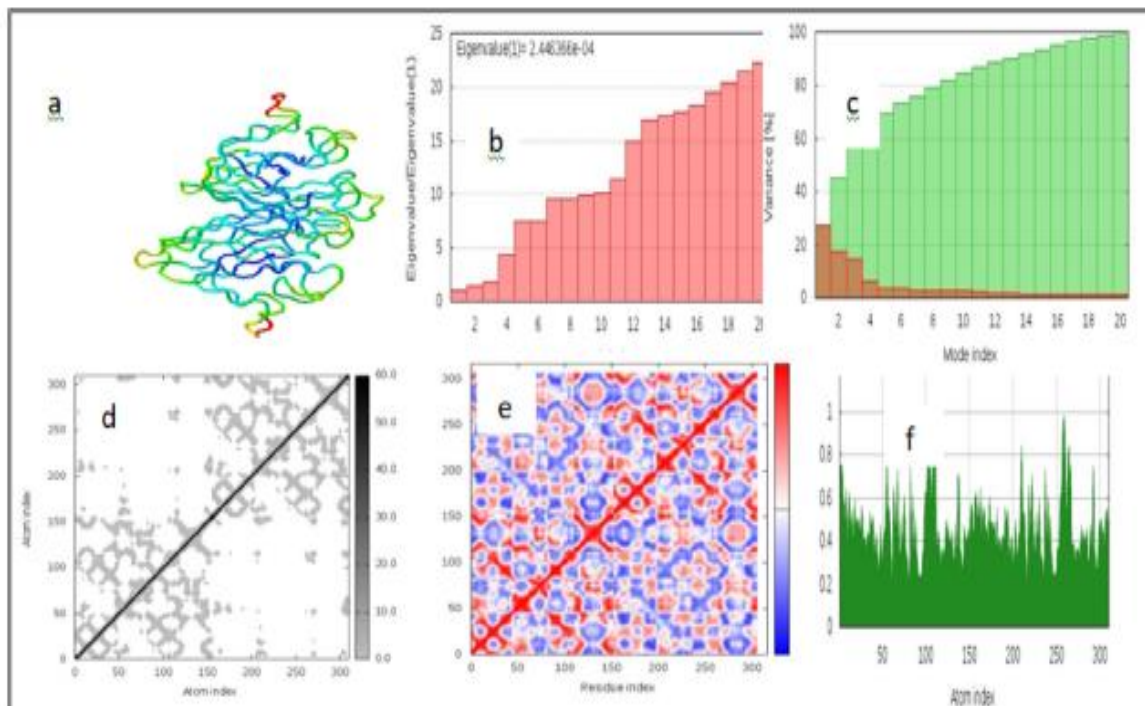 a
b
Eigenvalue(1)= 2.446366e-04
Eigenvalue/Eigenvalue(1)
25
20
15
10
5
0
2 4 6 8 10 12 14 16 18 20
c
Variance [%]
100
80
60
40
20
0
2 4 6 8 10 12 14 16 18 20
Mode index
d
Atom index
300
250
200
150
100
50
0
0 50 100 150 200 250 300
Atom index
60.0
50.0
40.0
30.0
20.0
10.0
0.0
e
300
250
200
150
100
50
0
0 50 100 150 200 250 300
Residue index
f
1
0.8
0.6
0.4
0.2
0
50 100 150 200 250 300
Atom index